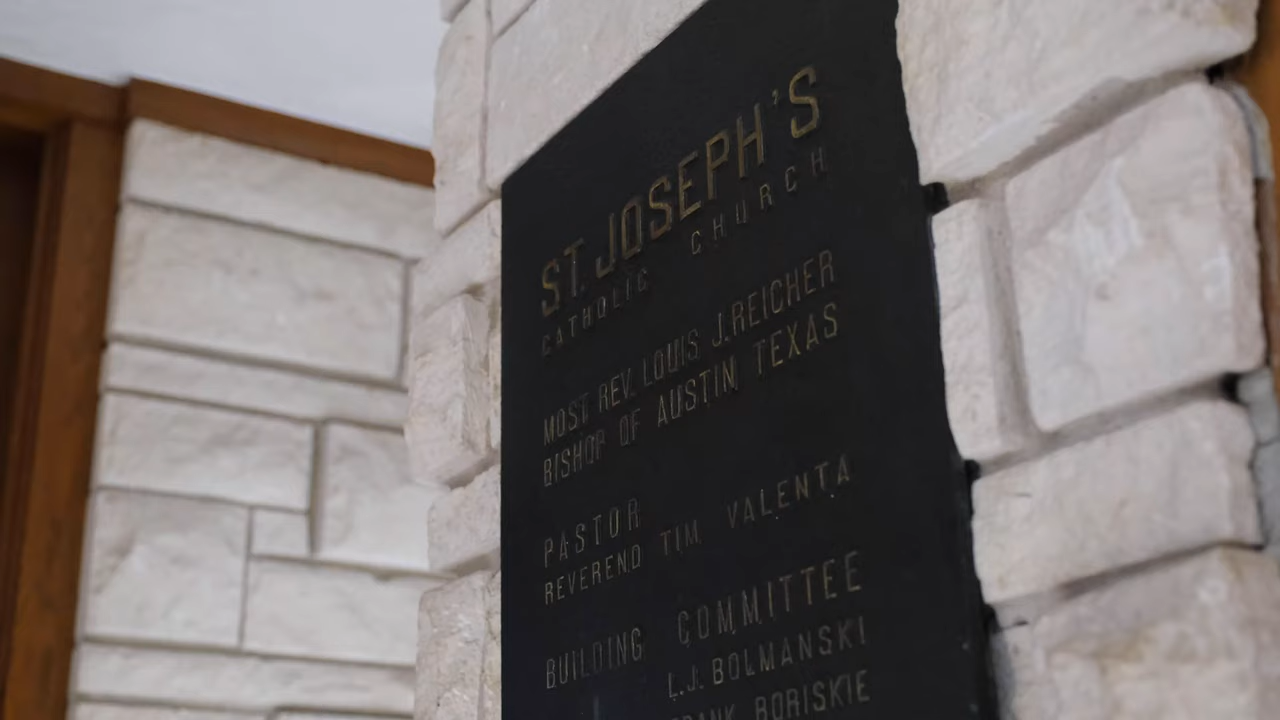 ST. JOSEPH'S
CATHOLIC CHURCH
MOST REV. LOUIS J. REICHER
BISHOP OF AUSTIN TEXAS
PASTOR
REVEREND TIM VALENTA
BUILDING COMMITTEE
L.J. BOLMANSKI
FRANK BORISKIE